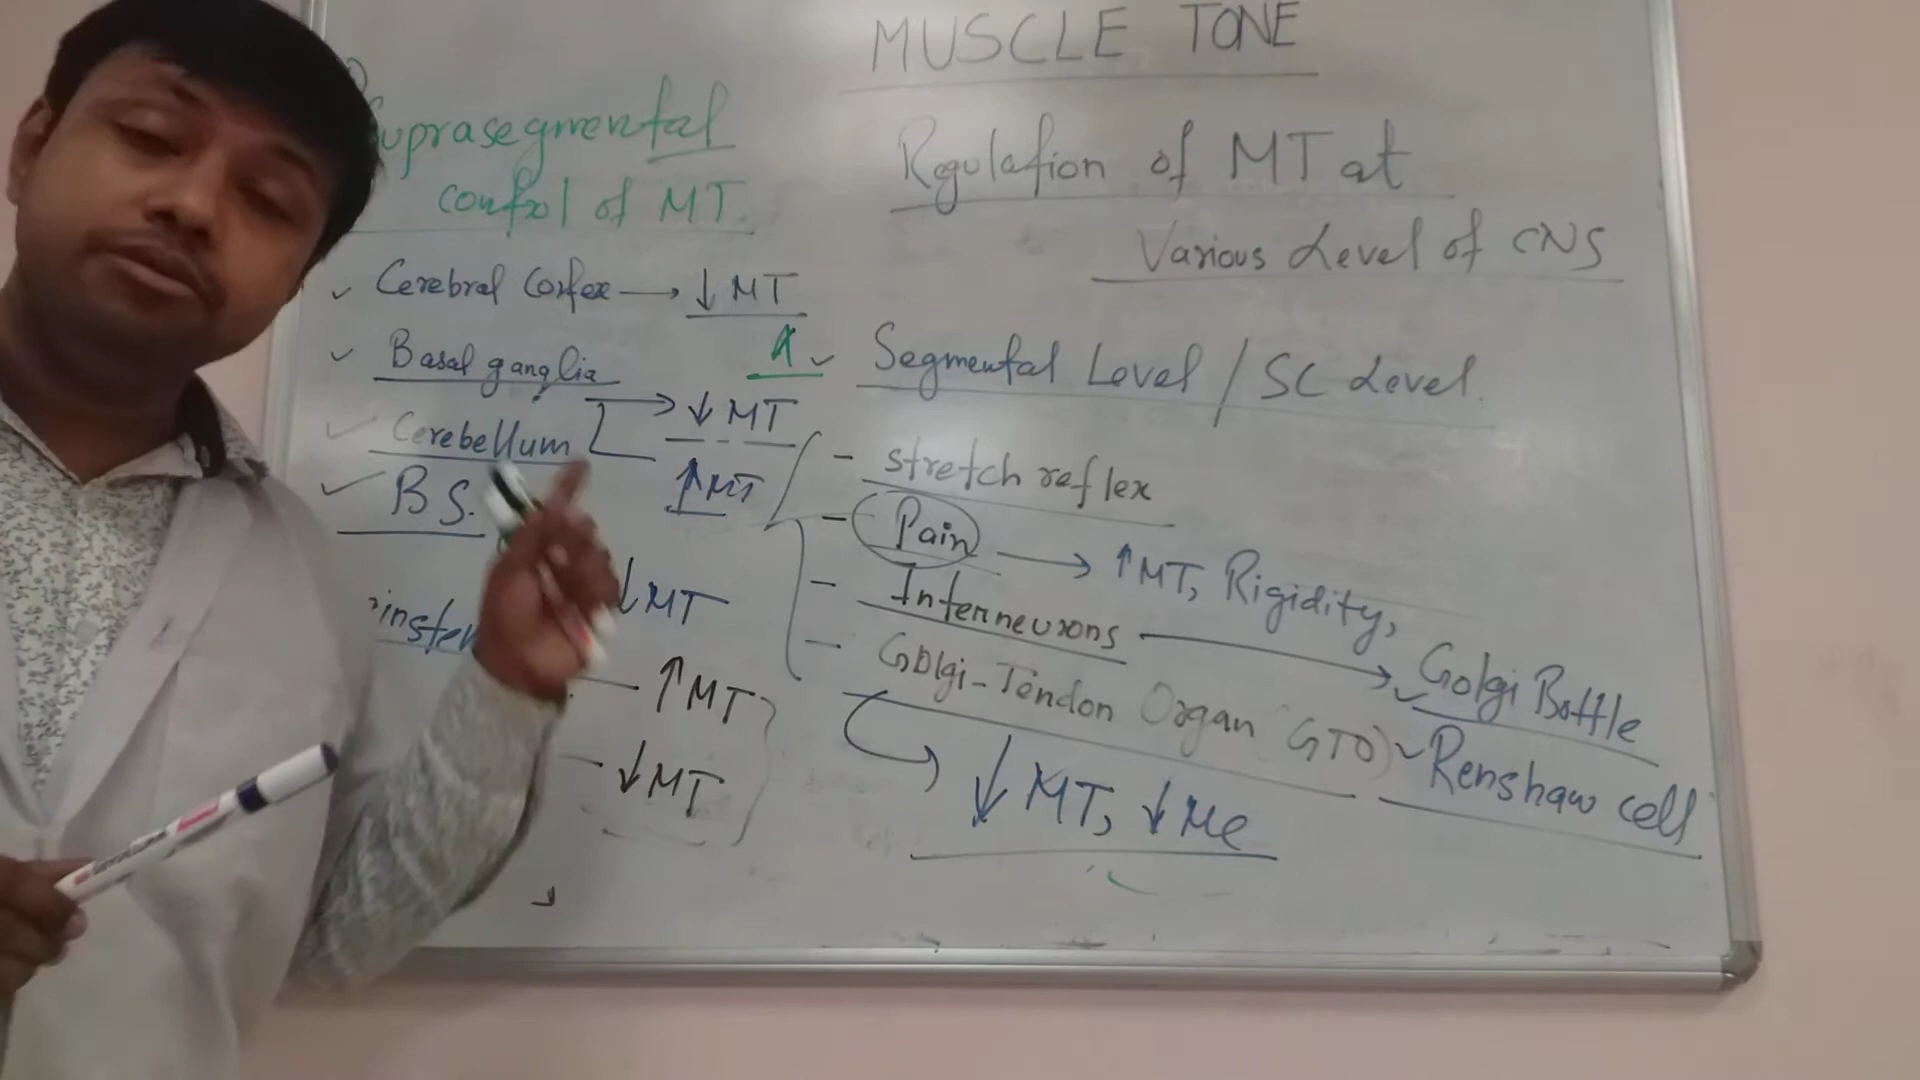 MUSCLE TONE
Regulation of MT at
Various Level of CNS
Suprasegmental
control of MT.
Cerebral Cortex → ↓ MT
Basal ganglia
→ ↓ MT
Cerebellum
↑ MT
BS.
↓ MT
↑ MT
↓ MT
A Segmental Level / SC Level.
- stretch reflex
- Pain → ↑ MT, Rigidity,
- Interneurons → Golgi Bottle
- Golgi-Tendon Organ GTO) Renshaw cell
↓ MT, ↓ Me